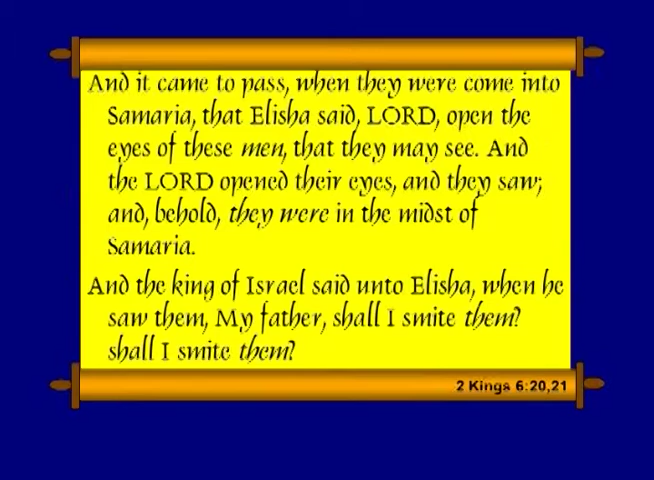 And it came to pass, when they were come into
Samaria, that Elisha said, LORD, open the
eyes of these men, that they may see. And
the LORD opened their eyes, and they saw;
and, behold, they were in the midst of
Samaria.
And the king of Israel said unto Elisha, when he
saw them, My father, shall I smite them?
shall I smite them?
2 Kings 6:20,21